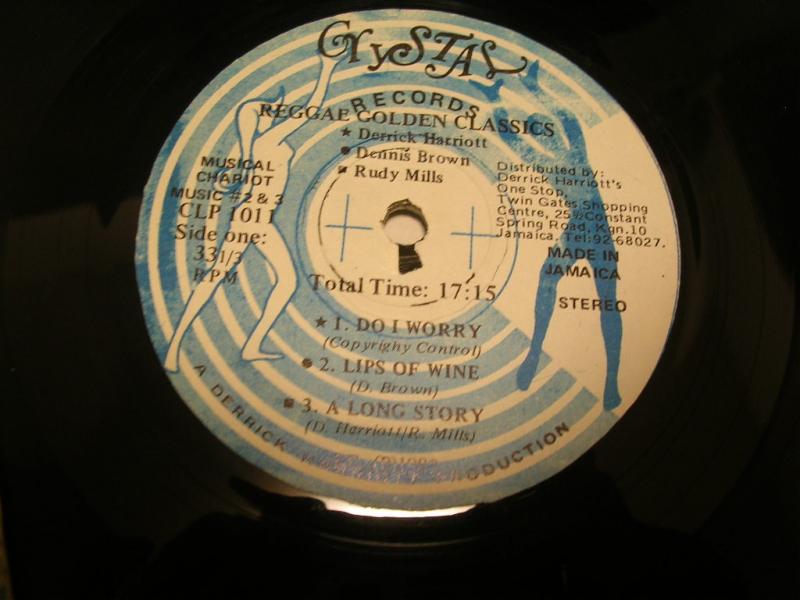 CRYSTAL
RECORDS
REGGAE GOLDEN CLASSICS
★ Derrick Harriott
● Dennis Brown
■ Rudy Mills
MUSICAL
CHARIOT
MUSIC #2 & 3
CLP 1011
Side one:
33 1/3
RPM
Distributed by:
Derrick Harriott's
One Stop,
Twin Gates Shopping
Centre, 25½ Constant
Spring Road, Kgn.10
Jamaica. Tel:92-68027.
MADE IN
JAMAICA
STEREO
Total Time: 17:15
★ 1. DO I WORRY
(Copyrighy Control)
● 2. LIPS OF WINE
(D. Brown)
■ 3. A LONG STORY
(D. Harriott/R. Mills)
A DERRICK PRODUCTION